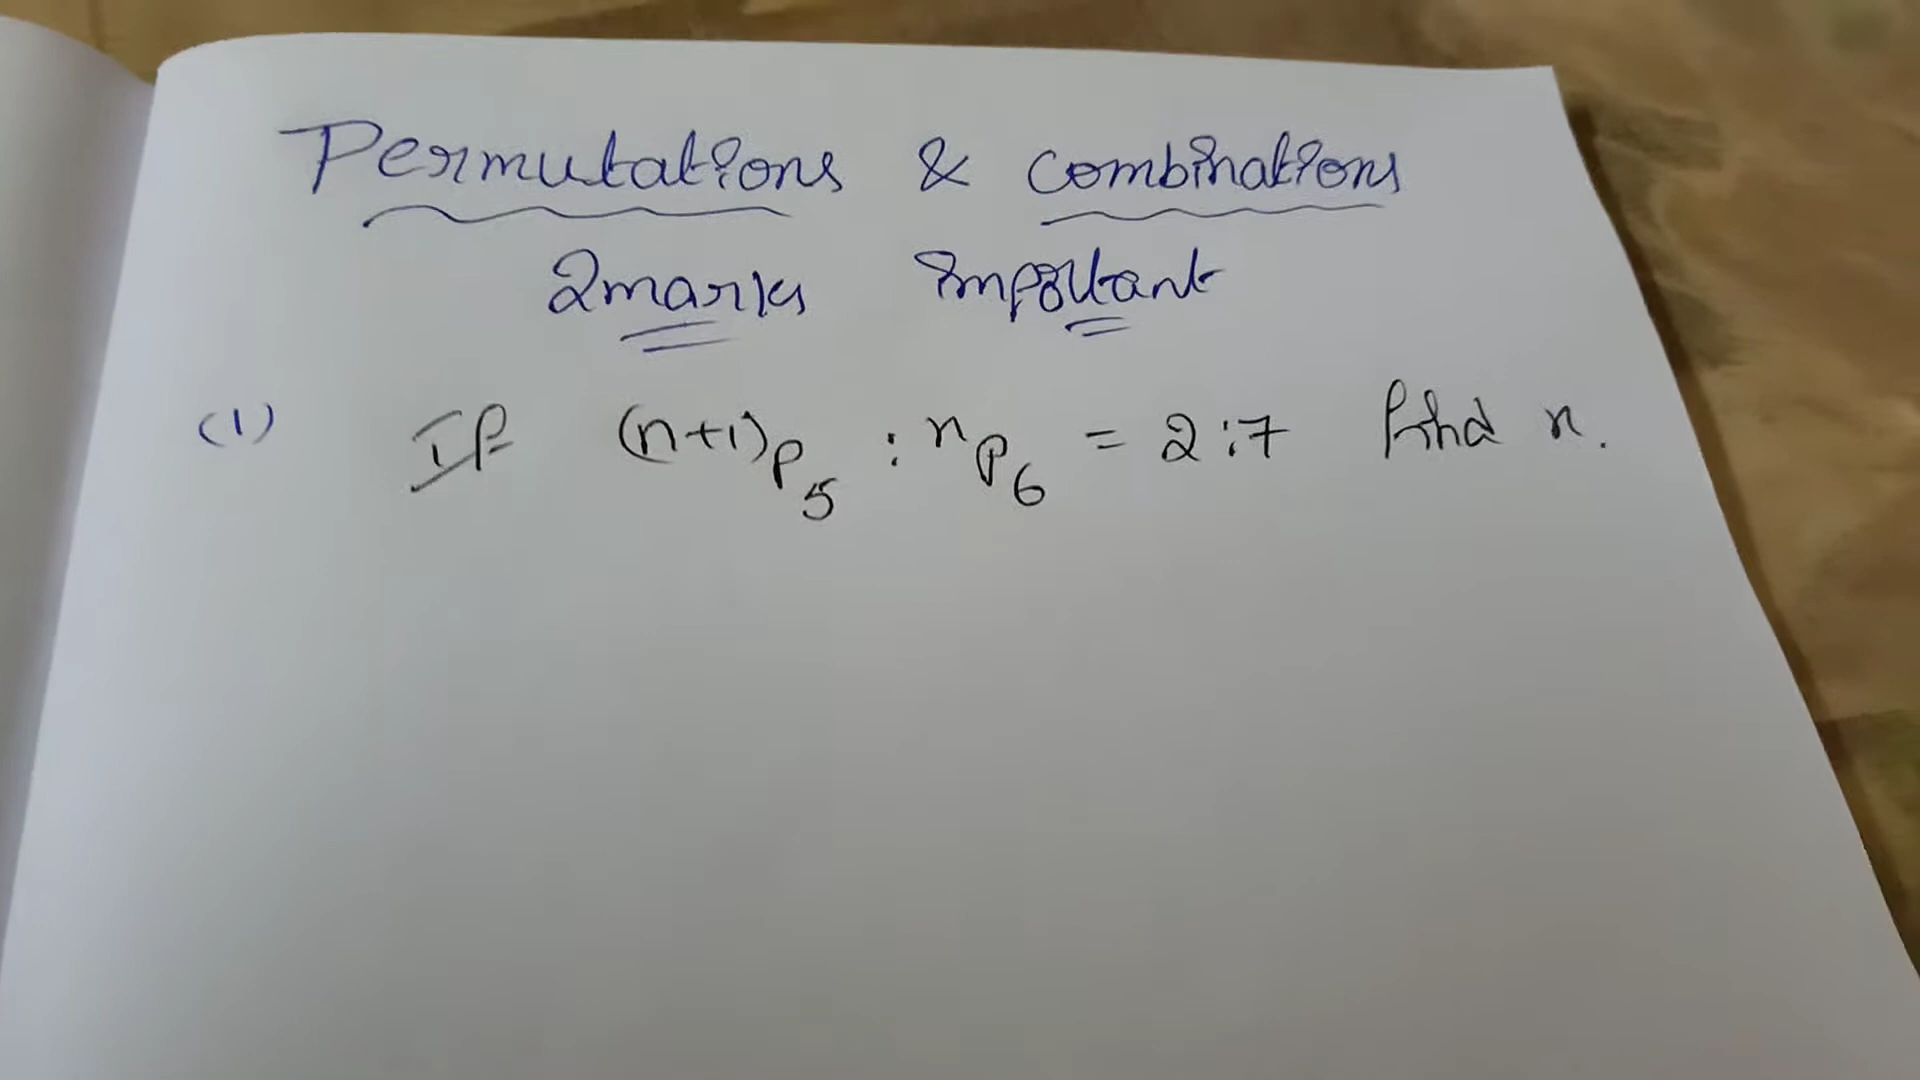 Permutations & combinations
2marks important
(1) If (n+1)P₅ : ⁿP₆ = 2:7 find n.